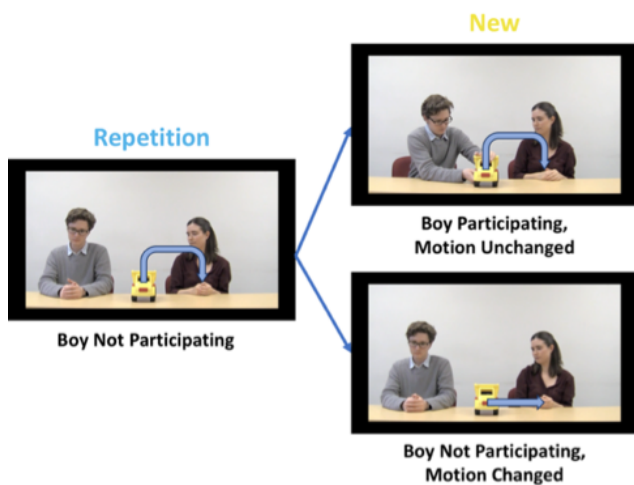 New
Repetition
Boy Participating,
Motion Unchanged
Boy Not Participating
Boy Not Participating,
Motion Changed